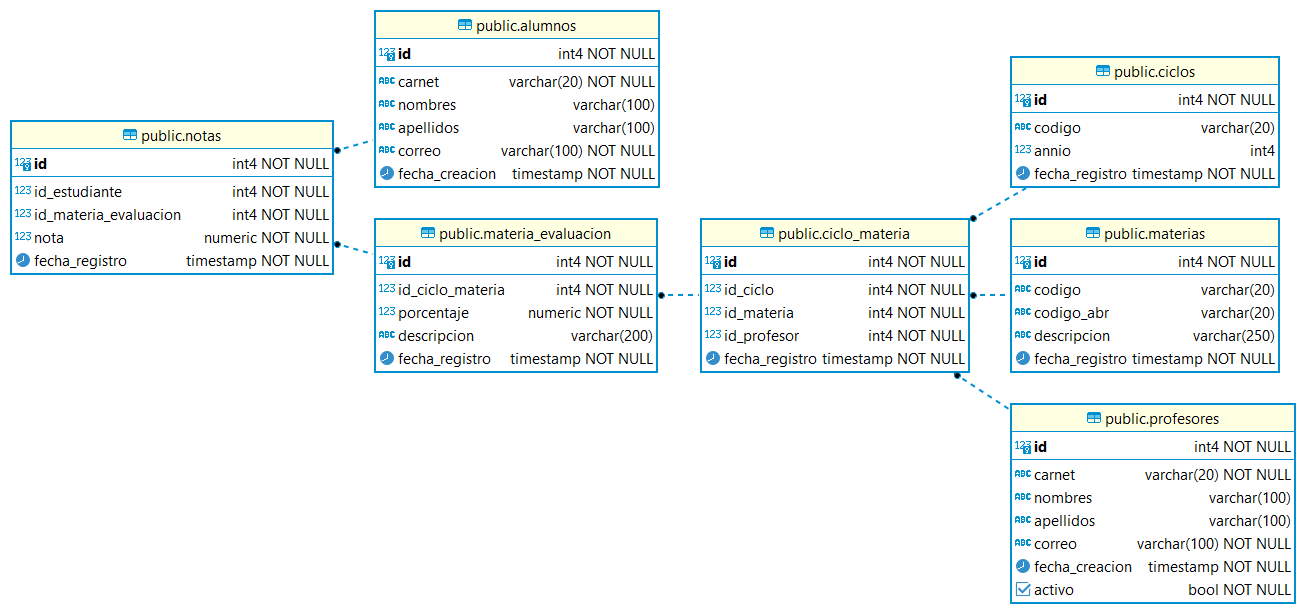 public.alumnos
123 id int4 NOT NULL
ABC carnet varchar(20) NOT NULL
ABC nombres varchar(100)
ABC apellidos varchar(100)
ABC correo varchar(100) NOT NULL
fecha_creacion timestamp NOT NULL
public.notas
123 id int4 NOT NULL
123 id_estudiante int4 NOT NULL
123 id_materia_evaluacion int4 NOT NULL
123 nota numeric NOT NULL
fecha_registro timestamp NOT NULL
public.materia_evaluacion
123 id int4 NOT NULL
123 id_ciclo_materia int4 NOT NULL
123 porcentaje numeric NOT NULL
ABC descripcion varchar(200)
fecha_registro timestamp NOT NULL
public.ciclo_materia
123 id int4 NOT NULL
123 id_ciclo int4 NOT NULL
123 id_materia int4 NOT NULL
123 id_profesor int4 NOT NULL
fecha_registro timestamp NOT NULL
public.ciclos
123 id int4 NOT NULL
ABC codigo varchar(20)
123 annio int4
fecha_registro timestamp NOT NULL
public.materias
123 id int4 NOT NULL
ABC codigo varchar(20)
ABC codigo_abr varchar(20)
ABC descripcion varchar(250)
fecha_registro timestamp NOT NULL
public.profesores
123 id int4 NOT NULL
ABC carnet varchar(20) NOT NULL
ABC nombres varchar(100)
ABC apellidos varchar(100)
ABC correo varchar(100) NOT NULL
fecha_creacion timestamp NOT NULL
activo bool NOT NULL